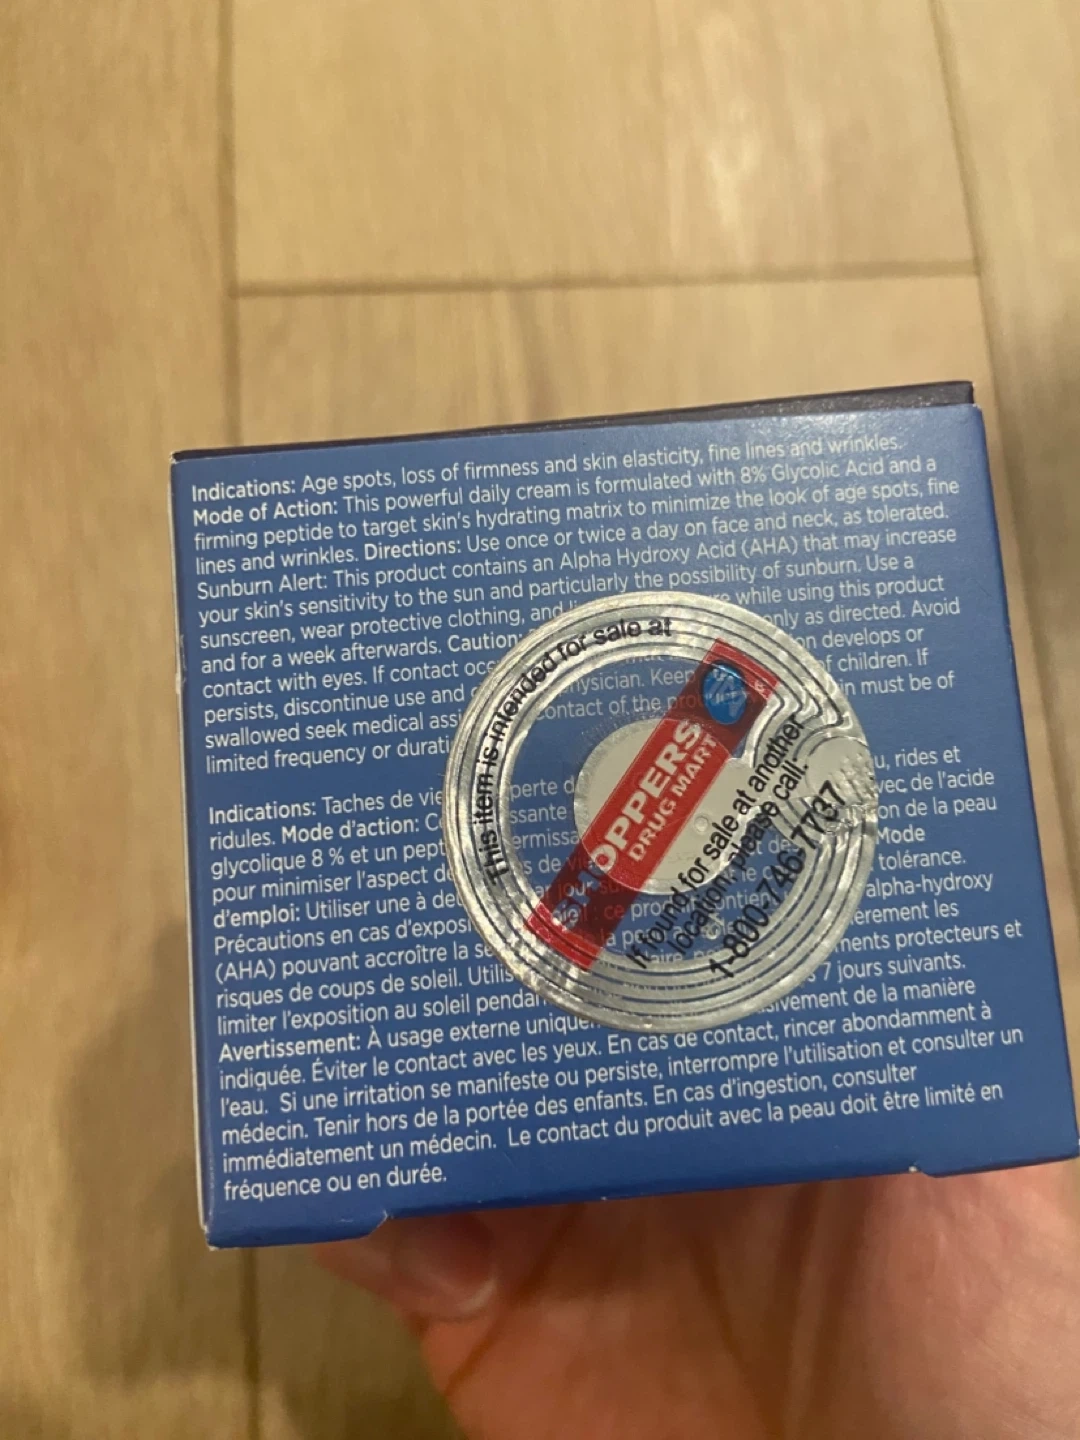 Indications: Age spots, loss of firmness and skin elasticity, fine lines and wrinkles.
Mode of Action: This powerful daily cream is formulated with 8% Glycolic Acid and a
firming peptide to target skin's hydrating matrix to minimize the look of age spots, fine
lines and wrinkles. Directions: Use once or twice a day on face and neck, as tolerated.
Sunburn Alert: This product contains an Alpha Hydroxy Acid (AHA) that may increase
your skin's sensitivity to the sun and particularly the possibility of sunburn. Use a
sunscreen, wear protective clothing, and while using this product
and for a week afterwards. Caution: only as directed. Avoid
contact with eyes. If contact develops or
persists, discontinue use and physician. Keep of children. If
swallowed seek medical contact of the must be of
limited frequency or
Indications: Taches de perte rides et
ridules. Mode d'action: de l'acide
glycolique 8 % et un de la peau
pour minimiser l'aspect Mode
d'emploi: Utiliser une à tolérance.
Précautions en cas alpha-hydroxy
(AHA) pouvant accroître la les
risques de coups de soleil. protecteurs et
limiter l'exposition au soleil 7 jours suivants.
Avertissement: À usage externe de la manière
indiquée. Éviter le contact avec les yeux. En cas de contact, rincer abondamment à
l'eau. Si une irritation se manifeste ou persiste, interrompre l'utilisation et consulter un
médecin. Tenir hors de la portée des enfants. En cas d'ingestion, consulter
immédiatement un médecin. Le contact du produit avec la peau doit être limité en
fréquence ou en durée.
This item is intended for sale at
SHOPPERS
DRUG MART
If found for sale at another
location, please call:
1-800-746-7737